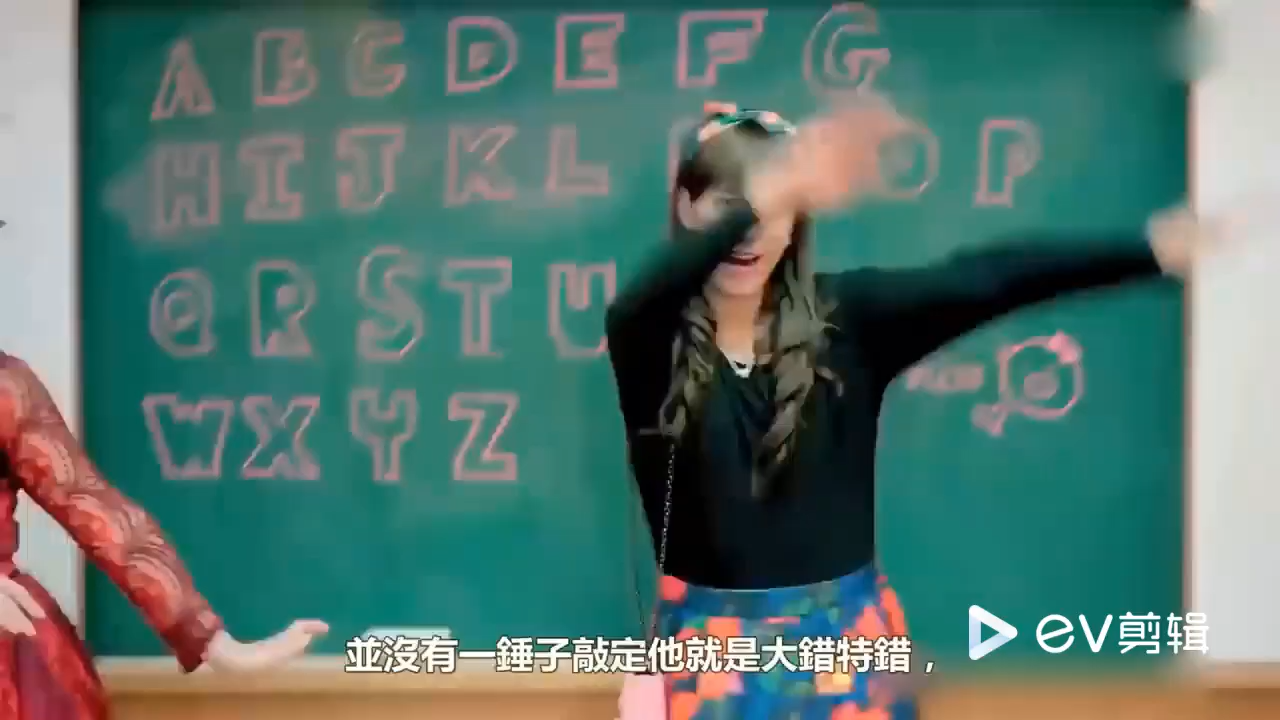 A B C D E F G
H I J K L O P
Q R S T U
W X Y Z
並沒有一錘子敲定他就是大錯特錯，
EV剪辑